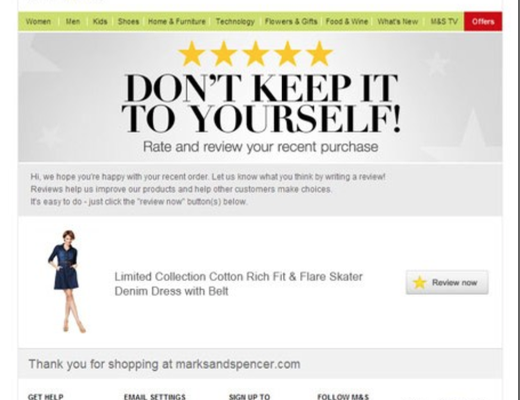 Women Men Kids Shoes Home & Furniture Technology Flowers & Gifts Food & Wine What's New M&S TV Offers
DON'T KEEP IT
TO YOURSELF!
Rate and review your recent purchase
Hi, we hope you're happy with your recent order. Let us know what you think by writing a review!
Reviews help us improve our products and help other customers make choices.
It's easy to do - just click the "review now" button(s) below.
Limited Collection Cotton Rich Fit & Flare Skater
Denim Dress with Belt
Review now
Thank you for shopping at marksandspencer.com
GET HELP EMAIL SETTINGS SIGN UP TO FOLLOW M&S